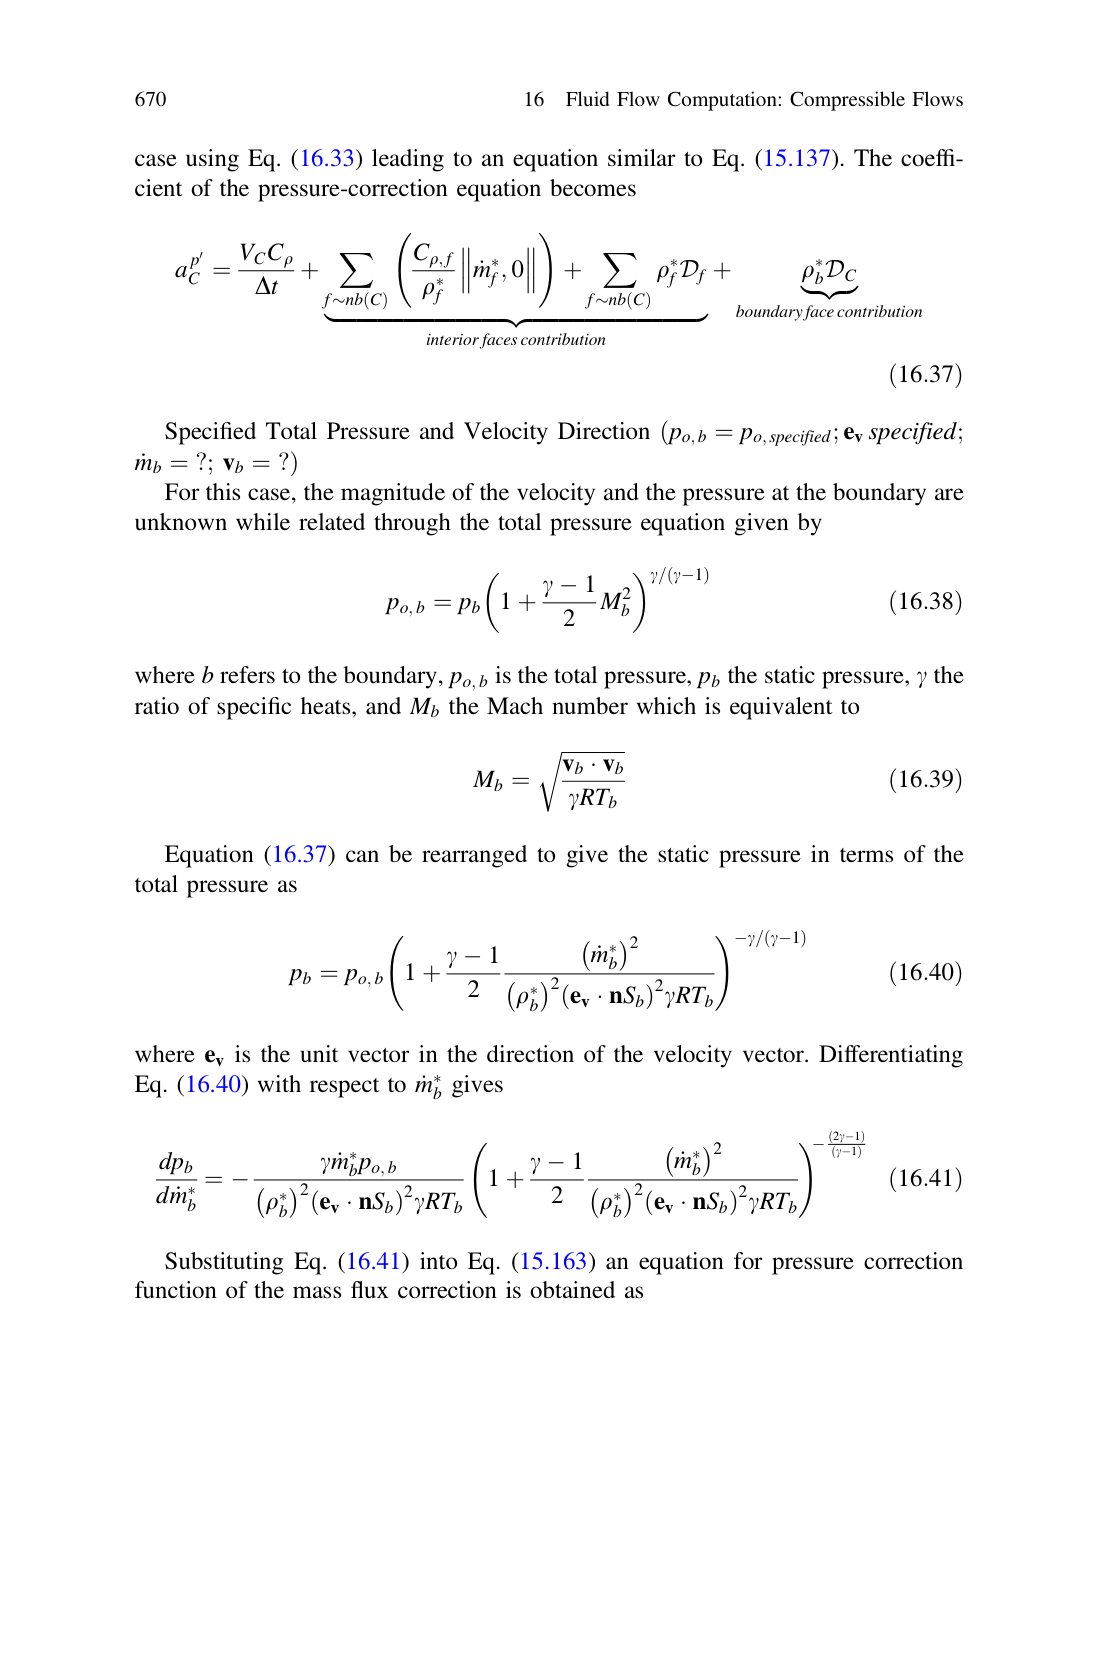 670 16 Fluid Flow Computation: Compressible Flows
case using Eq. (16.33) leading to an equation similar to Eq. (15.137). The coeffi-
cient of the pressure-correction equation becomes
$a_C^{p'} = \frac{V_C C_\rho}{\Delta t} + \underbrace{\sum_{f \sim nb(C)} \left( \frac{C_{\rho,f}}{\rho_f^*} \left\| \dot{m}_f^*, 0 \right\| \right) + \sum_{f \sim nb(C)} \rho_f^* \mathcal{D}_f}_{interior\ faces\ contribution} + \underbrace{\rho_b^* \mathcal{D}_C}_{boundary\ face\ contribution}$
(16.37)
Specified Total Pressure and Velocity Direction $(p_{o,b} = p_{o,specified}; \mathbf{e_v}\ specified;$
$\dot{m}_b = ?;\ \mathbf{v}_b = ?)$
For this case, the magnitude of the velocity and the pressure at the boundary are
unknown while related through the total pressure equation given by
$p_{o,b} = p_b \left( 1 + \frac{\gamma - 1}{2} M_b^2 \right)^{\gamma/(\gamma-1)}$ (16.38)
where $b$ refers to the boundary, $p_{o,b}$ is the total pressure, $p_b$ the static pressure, $\gamma$ the
ratio of specific heats, and $M_b$ the Mach number which is equivalent to
$M_b = \sqrt{\frac{\mathbf{v}_b \cdot \mathbf{v}_b}{\gamma R T_b}}$ (16.39)
Equation (16.37) can be rearranged to give the static pressure in terms of the
total pressure as
$p_b = p_{o,b} \left( 1 + \frac{\gamma - 1}{2} \frac{(\dot{m}_b^*)^2}{(\rho_b^*)^2 (\mathbf{e_v} \cdot \mathbf{n} S_b)^2 \gamma R T_b} \right)^{-\gamma/(\gamma-1)}$ (16.40)
where $\mathbf{e_v}$ is the unit vector in the direction of the velocity vector. Differentiating
Eq. (16.40) with respect to $\dot{m}_b^*$ gives
$\frac{dp_b}{d\dot{m}_b^*} = -\frac{\gamma \dot{m}_b^* p_{o,b}}{(\rho_b^*)^2 (\mathbf{e_v} \cdot \mathbf{n} S_b)^2 \gamma R T_b} \left( 1 + \frac{\gamma - 1}{2} \frac{(\dot{m}_b^*)^2}{(\rho_b^*)^2 (\mathbf{e_v} \cdot \mathbf{n} S_b)^2 \gamma R T_b} \right)^{-\frac{(2\gamma-1)}{(\gamma-1)}}$ (16.41)
Substituting Eq. (16.41) into Eq. (15.163) an equation for pressure correction
function of the mass flux correction is obtained as